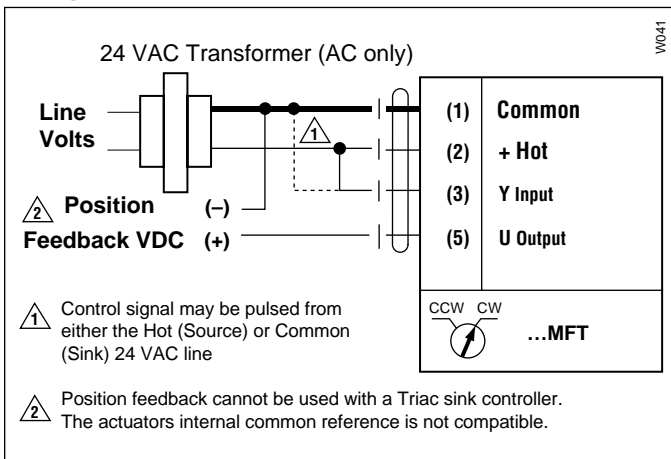 W041
24 VAC Transformer (AC only)
Line
Volts
(1) Common
(2) + Hot
(3) Y Input
(5) U Output
1
2 Position (–)
Feedback VDC (+)
CCW CW
...MFT
1 Control signal may be pulsed from
either the Hot (Source) or Common
(Sink) 24 VAC line
2 Position feedback cannot be used with a Triac sink controller.
The actuators internal common reference is not compatible.